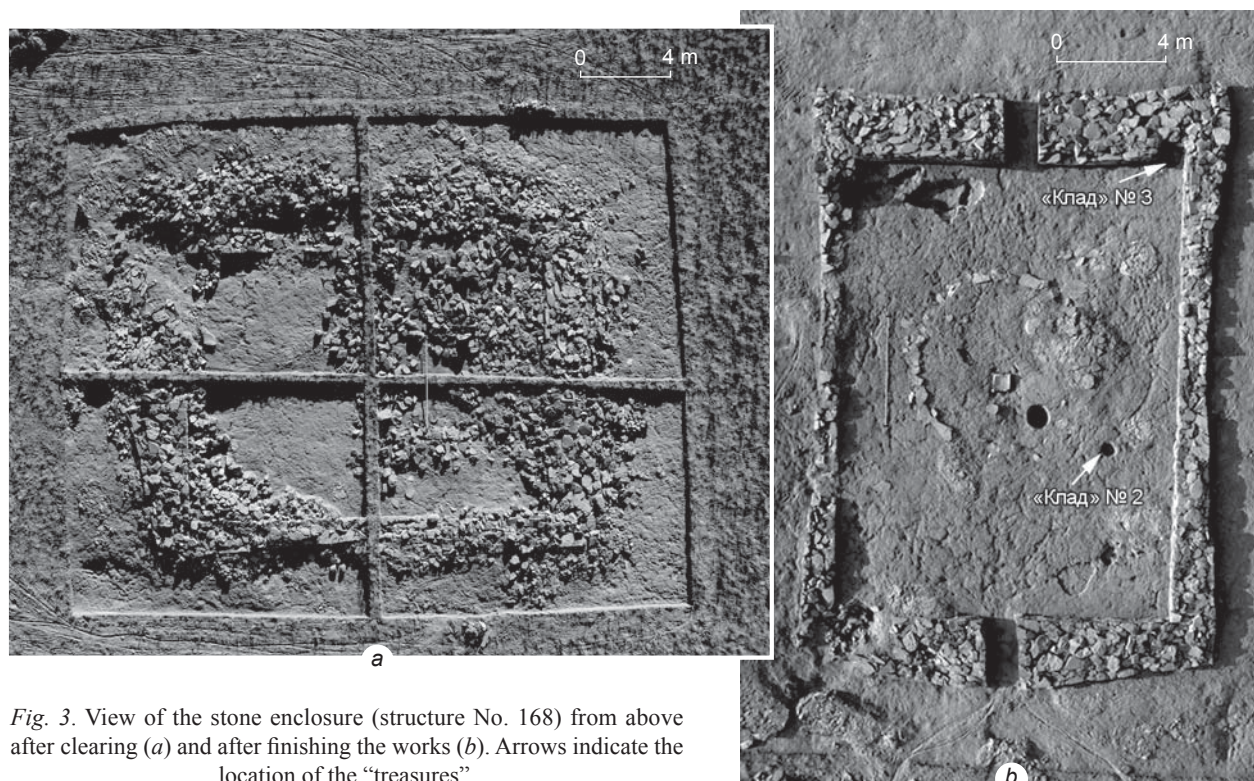 0 4 m
0 4 m
«Клад» № 3
«Клад» № 2
a
Fig. 3. View of the stone enclosure (structure No. 168) from above
after clearing (a) and after finishing the works (b). Arrows indicate the
location of the “treasures”
b